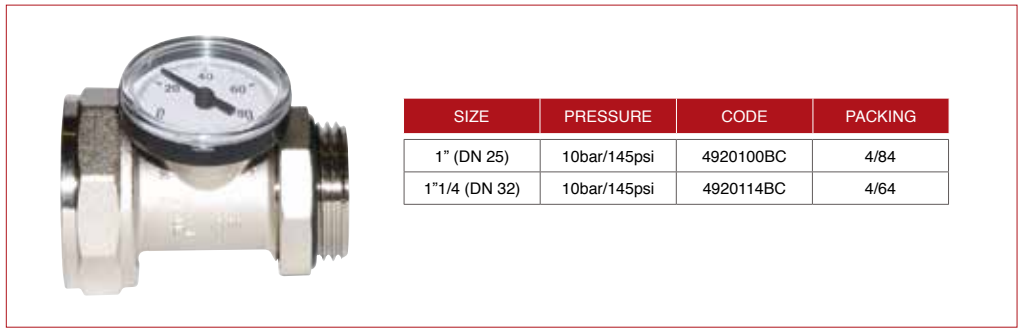 0 20 40 60 80
SIZE PRESSURE CODE PACKING
1” (DN 25) 10bar/145psi 4920100BC 4/84
1”1/4 (DN 32) 10bar/145psi 4920114BC 4/64